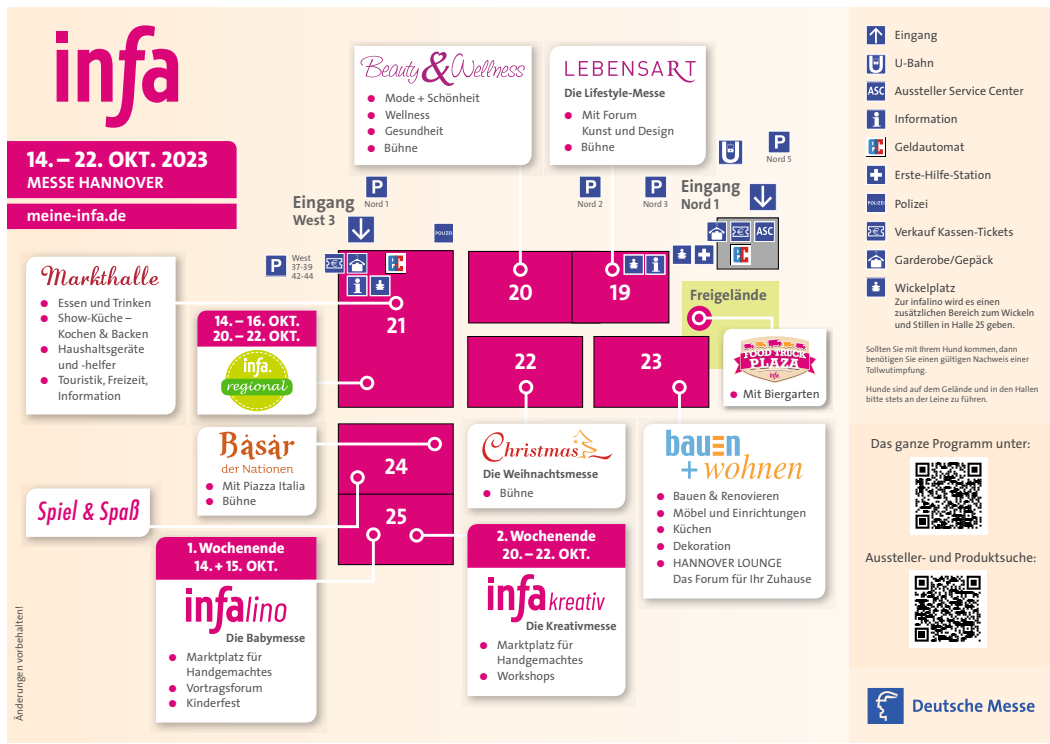 infa
14. – 22. OKT. 2023
MESSE HANNOVER
meine-infa.de
Beauty & Wellness
Mode + Schönheit
Wellness
Gesundheit
Bühne
LEBENSART
Die Lifestyle-Messe
Mit Forum
Kunst und Design
Bühne
P
Nord 5
P
Nord 1
P
Nord 2
P
Nord 3
Eingang
West 3
Eingang
Nord 1
POLIZEI
ASC
P
West
37-39
42-44
21
20
19
22
23
24
25
Freigelände
Markthalle
Essen und Trinken
Show-Küche –
Kochen & Backen
Haushaltsgeräte
und -helfer
Touristik, Freizeit,
Information
14. – 16. OKT.
20. – 22. OKT.
infa.
regional
FOOD TRUCK
PLAZA
infa
Mit Biergarten
Basar
der Nationen
Mit Piazza Italia
Bühne
Spiel & Spaß
Christmas
Die Weihnachtsmesse
Bühne
bauen
+ wohnen
Bauen & Renovieren
Möbel und Einrichtungen
Küchen
Dekoration
HANNOVER LOUNGE
Das Forum für Ihr Zuhause
1. Wochenende
14. + 15. OKT.
infalino
Die Babymesse
Marktplatz für
Handgemachtes
Vortragsforum
Kinderfest
2. Wochenende
20. – 22. OKT.
infa kreativ
Die Kreativmesse
Marktplatz für
Handgemachtes
Workshops
Änderungen vorbehalten!
Eingang
U-Bahn
ASC Aussteller Service Center
Information
Geldautomat
Erste-Hilfe-Station
POLIZEI Polizei
Verkauf Kassen-Tickets
Garderobe/Gepäck
Wickelplatz
Zur infalino wird es einen
zusätzlichen Bereich zum Wickeln
und Stillen in Halle 25 geben.
Sollten Sie mit Ihrem Hund kommen, dann
benötigen Sie einen gültigen Nachweis einer
Tollwutimpfung.
Hunde sind auf dem Gelände und in den Hallen
bitte stets an der Leine zu führen.
Das ganze Programm unter:
Aussteller- und Produktsuche:
Deutsche Messe